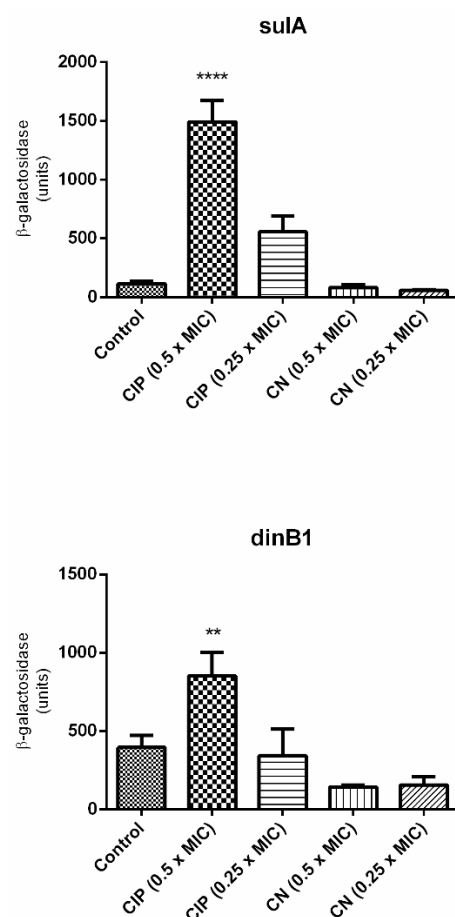 sulA
2000
1500
1000
500
0
β-galactosidase
(units)
****
Control
CIP (0.5 x MIC)
CIP (0.25 x MIC)
CN (0.5 x MIC)
CN (0.25 x MIC)
dinB1
1500
1000
500
0
β-galactosidase
(units)
**
Control
CIP (0.5 x MIC)
CIP (0.25 x MIC)
CN (0.5 x MIC)
CN (0.25 x MIC)